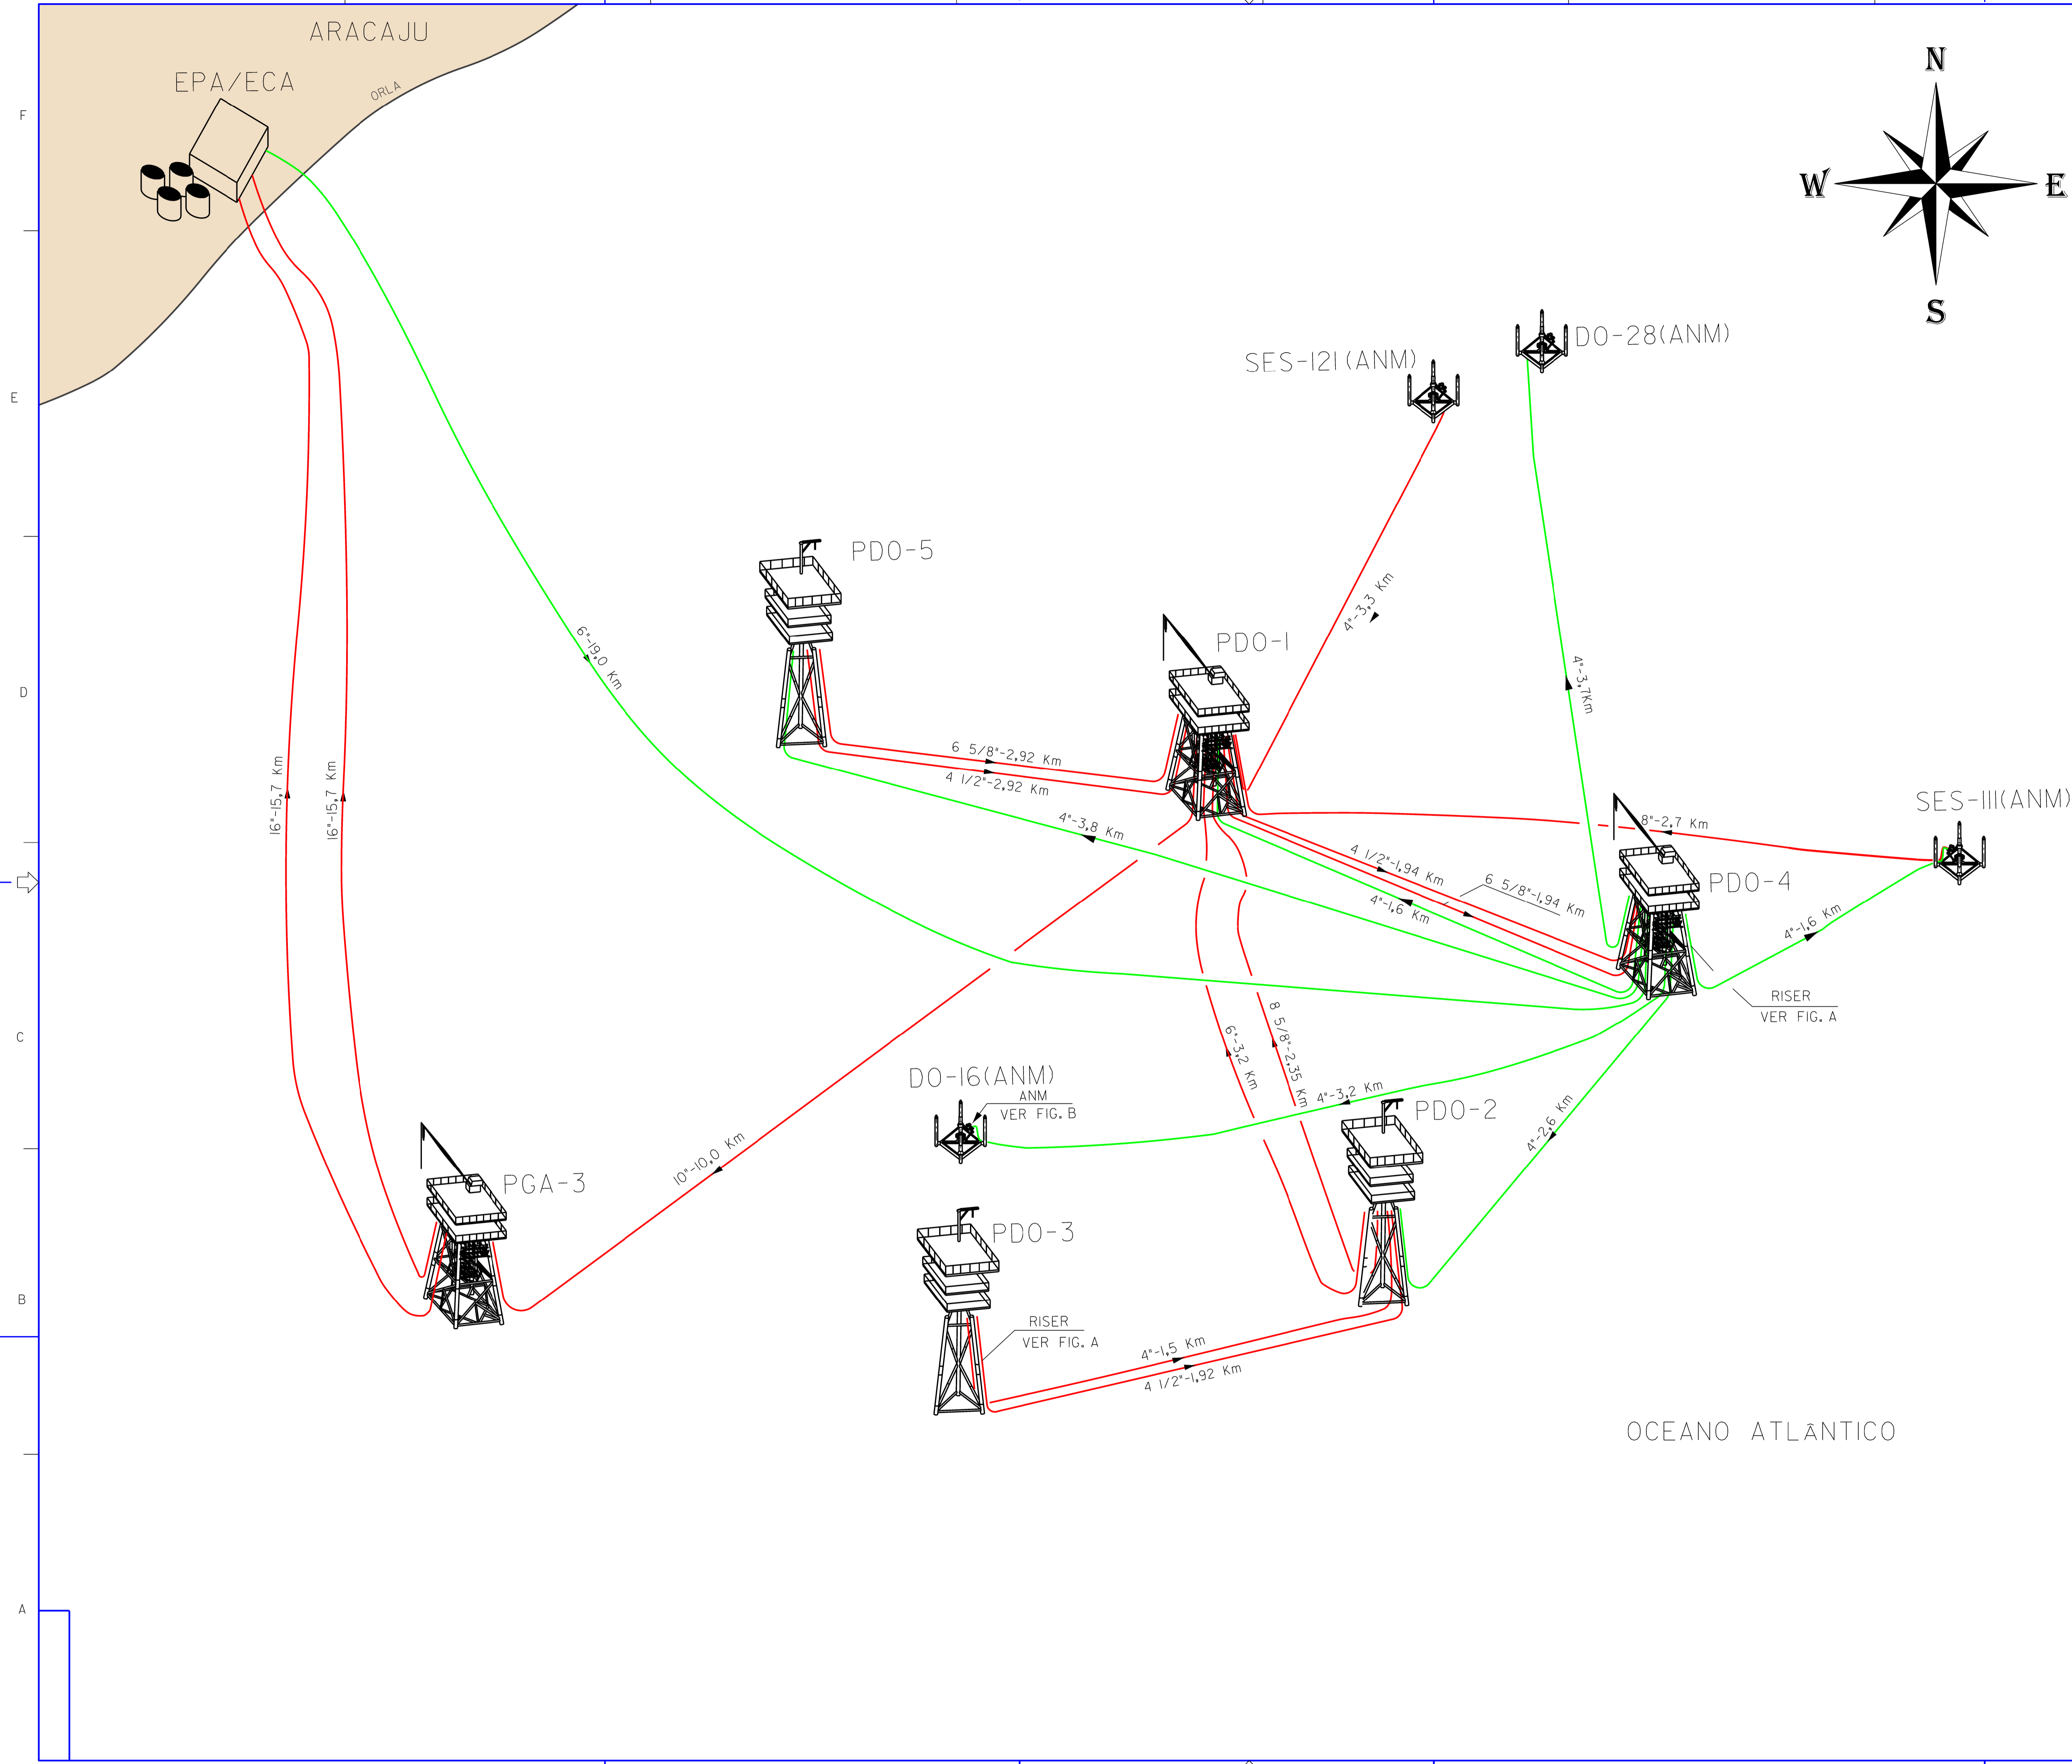 ARACAJU
EPA/ECA
ORLA
F
N
W
E
S
DO-28(ANM)
SES-121(ANM)
E
PDO-5
PDO-1
4"-3,3 Km
6"-19,0 Km
4"-3,7Km
D
6 5/8"-2,92 Km
4 1/2"-2,92 Km
16"-15,7 Km
16"-15,7 Km
SES-111(ANM)
8"-2,7 Km
4"-3,8 Km
4 1/2"-1,94 Km
6 5/8"-1,94 Km
4"-1,6 Km
PDO-4
4"-1,6 Km
RISER
VER FIG. A
C
6"-3,2 Km
8 5/8"-2,35 Km
DO-16(ANM)
ANM
VER FIG. B
4"-3,2 Km
PDO-2
4"-2,6 Km
10"-10,0 Km
PGA-3
PDO-3
B
RISER
VER FIG. A
4"-1,5 Km
4 1/2"-1,92 Km
OCEANO ATLÂNTICO
A